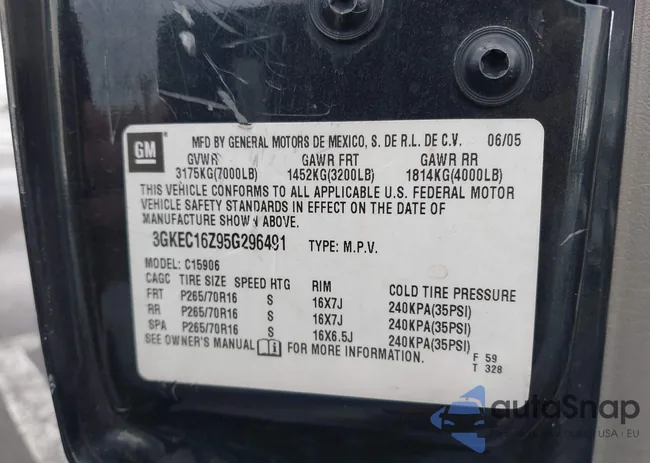 GM
MFD BY GENERAL MOTORS DE MEXICO, S. DE R.L. DE C.V. 06/05
GVWR GAWR FRT GAWR RR
3175KG(7000LB) 1452KG(3200LB) 1814KG(4000LB)
THIS VEHICLE CONFORMS TO ALL APPLICABLE U.S. FEDERAL MOTOR
VEHICLE SAFETY STANDARDS IN EFFECT ON THE DATE OF
MANUFACTURE SHOWN ABOVE.
3GKEC16Z95G296491 TYPE: M.P.V.
MODEL: C15906
CAGC TIRE SIZE SPEED HTG RIM COLD TIRE PRESSURE
FRT P265/70R16 S 16X7J 240KPA(35PSI)
RR P265/70R16 S 16X7J 240KPA(35PSI)
SPA P265/70R16 S 16X6.5J 240KPA(35PSI)
SEE OWNER'S MANUAL FOR MORE INFORMATION.
F 59
T 328
autoSnap
USA · EU